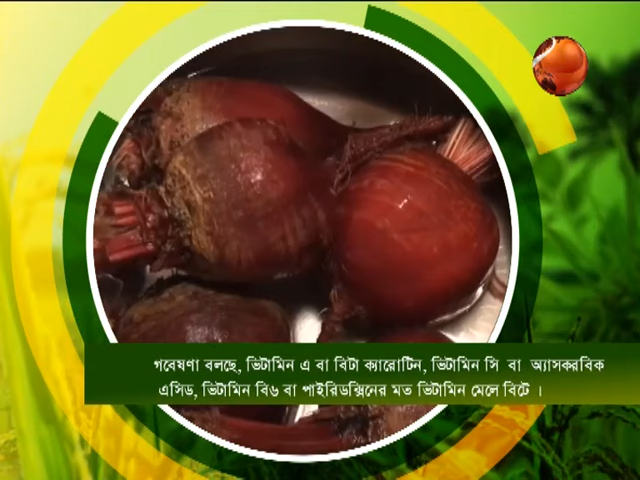 গবেষণা বলছে, ভিটামিন এ বা বিটা ক্যারোটিন, ভিটামিন সি বা অ্যাসকরবিক
এসিড, ভিটামিন বি৬ বা পাইরিডক্সিনের মত ভিটামিন মেলে বিটে ।